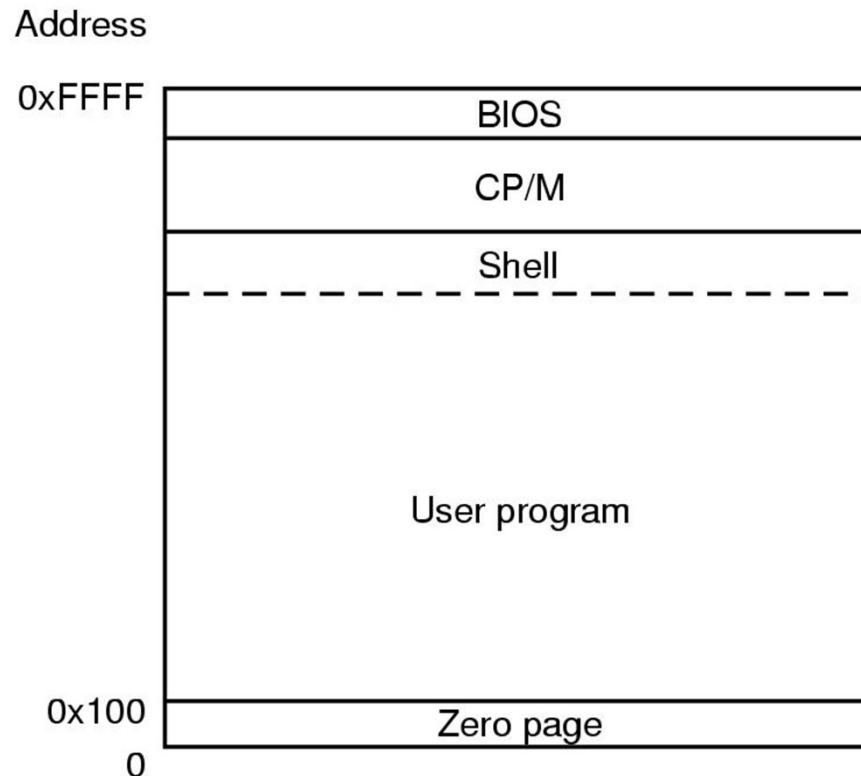 Address
0xFFFF
BIOS
CP/M
Shell
User program
0x100
Zero page
0